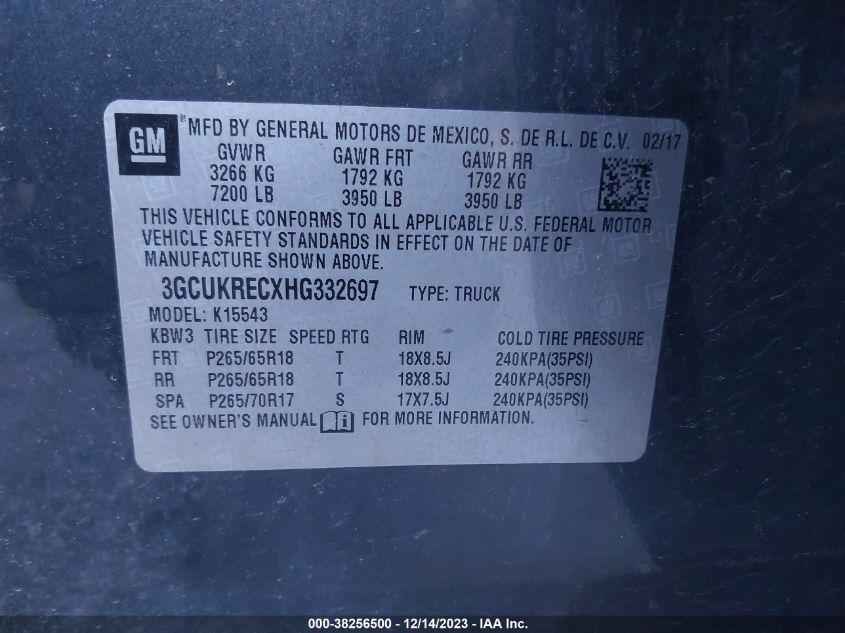 GM
® MFD BY GENERAL MOTORS DE MEXICO, S. DE R.L. DE C.V. 02/17
GVWR GAWR FRT GAWR RR
3266 KG 1792 KG 1792 KG
7200 LB 3950 LB 3950 LB
THIS VEHICLE CONFORMS TO ALL APPLICABLE U.S. FEDERAL MOTOR
VEHICLE SAFETY STANDARDS IN EFFECT ON THE DATE OF
MANUFACTURE SHOWN ABOVE.
3GCUKRECXHG332697 TYPE: TRUCK
MODEL: K15543
KBW3 TIRE SIZE SPEED RTG RIM COLD TIRE PRESSURE
FRT P265/65R18 T 18X8.5J 240KPA(35PSI)
RR P265/65R18 T 18X8.5J 240KPA(35PSI)
SPA P265/70R17 S 17X7.5J 240KPA(35PSI)
SEE OWNER'S MANUAL i FOR MORE INFORMATION.
000-38256500 - 12/14/2023 - IAA Inc.